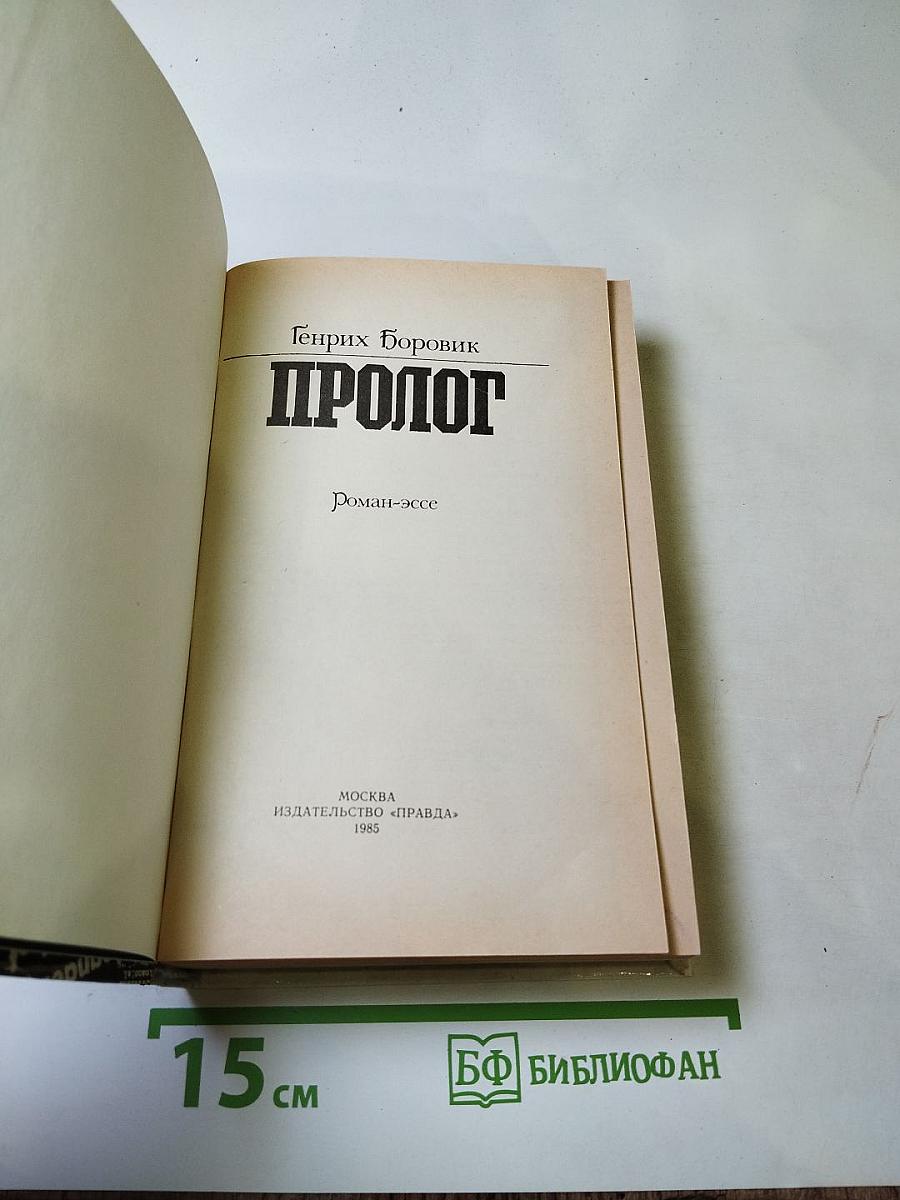 Генрих Боровик
ПРОЛОГ
Роман-эссе
МОСКВА
ИЗДАТЕЛЬСТВО «ПРАВДА»
1985
15 см
БФ БИБЛИОФАН